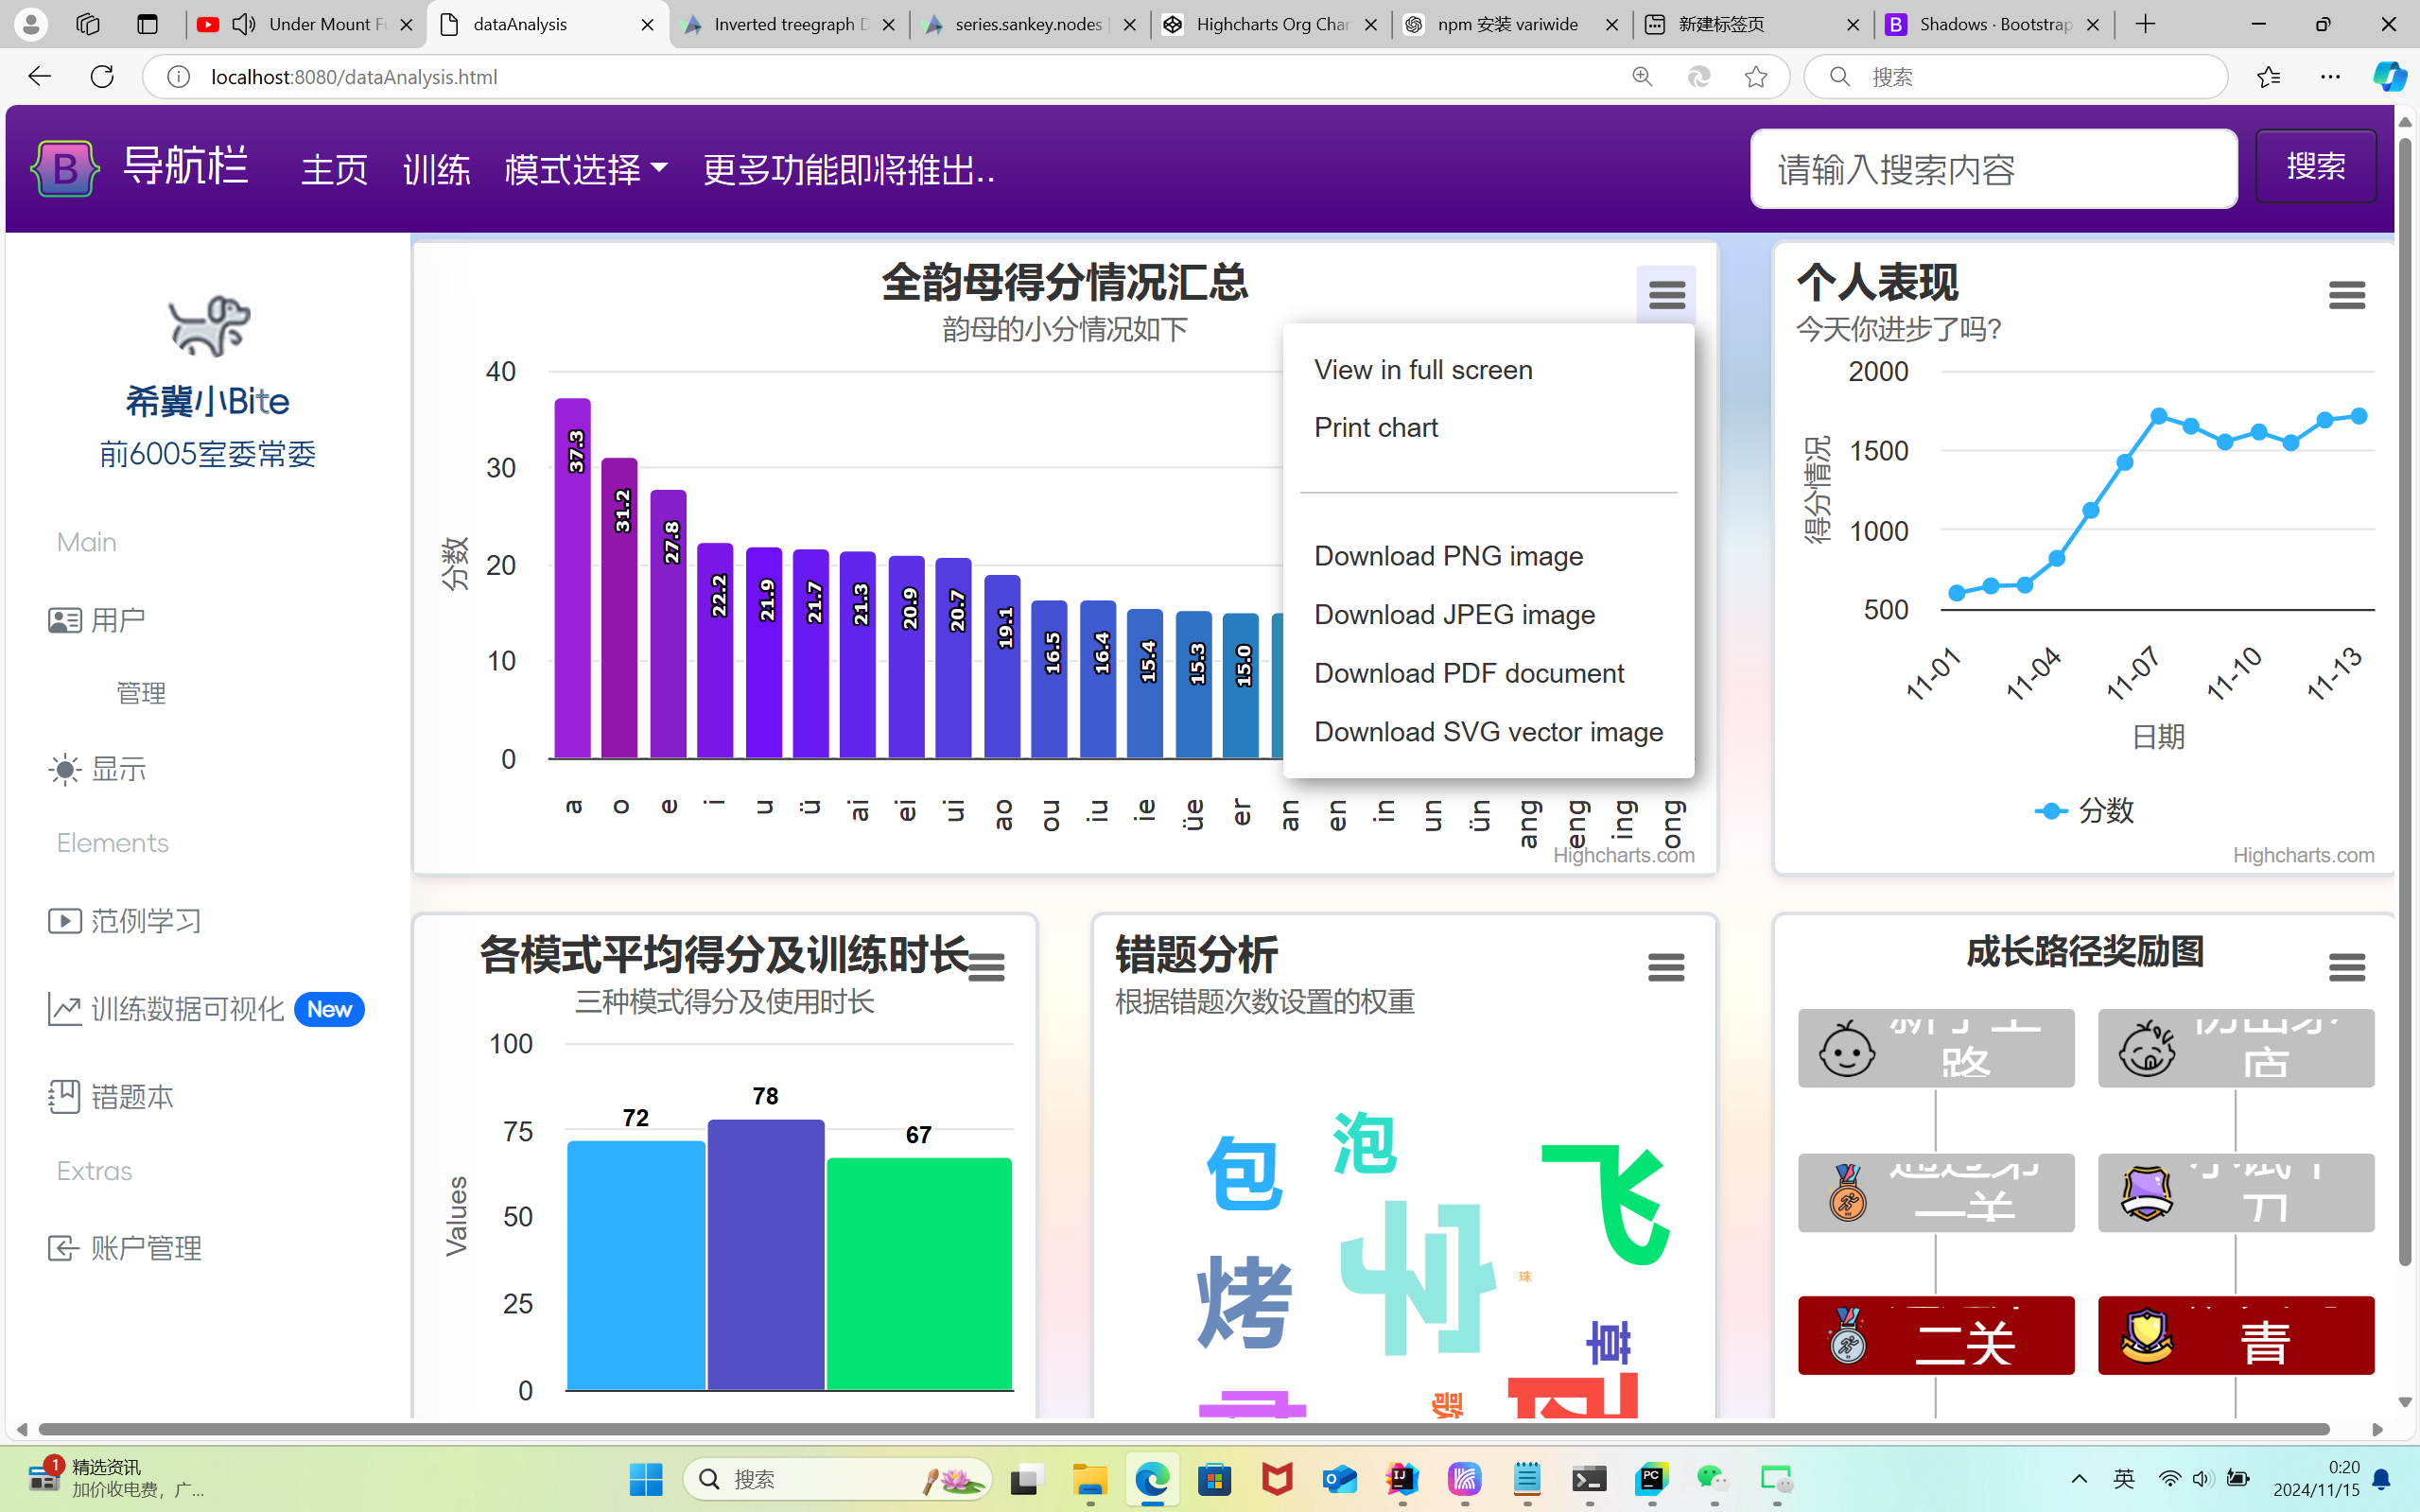 Under Mount F
dataAnalysis
Inverted treegraph D
series.sankey.nodes
Highcharts Org Char
npm 安装 variwide
新建标签页
Shadows · Bootstrap
localhost:8080/dataAnalysis.html
搜索
B
导航栏
主页
训练
模式选择
更多功能即将推出..
请输入搜索内容
搜索
希冀小Bite
前6005室委常委
Main
用户
管理
显示
Elements
范例学习
训练数据可视化 New
错题本
Extras
账户管理
全韵母得分情况汇总
韵母的小分情况如下
分数
40
30
20
10
0
37.3
31.2
27.8
22.2
21.9
21.7
21.3
20.9
20.7
19.1
16.5
16.4
15.4
15.3
15.0
a
o
e
i
u
ü
ai
ei
ui
ao
ou
iu
ie
üe
er
an
en
in
un
ün
ang
eng
ing
ong
Highcharts.com
View in full screen
Print chart
Download PNG image
Download JPEG image
Download PDF document
Download SVG vector image
个人表现
今天你进步了吗?
得分情况
2000
1500
1000
500
11-01
11-04
11-07
11-10
11-13
日期
分数
Highcharts.com
各模式平均得分及训练时长
三种模式得分及使用时长
Values
100
75
50
25
0
72
78
67
错题分析
根据错题次数设置的权重
包
泡
飞
字
烤
珠
草
成长路径奖励图
路
店
二关
青
1
精选资讯
加价收电费，广...
搜索
英
0:20
2024/11/15